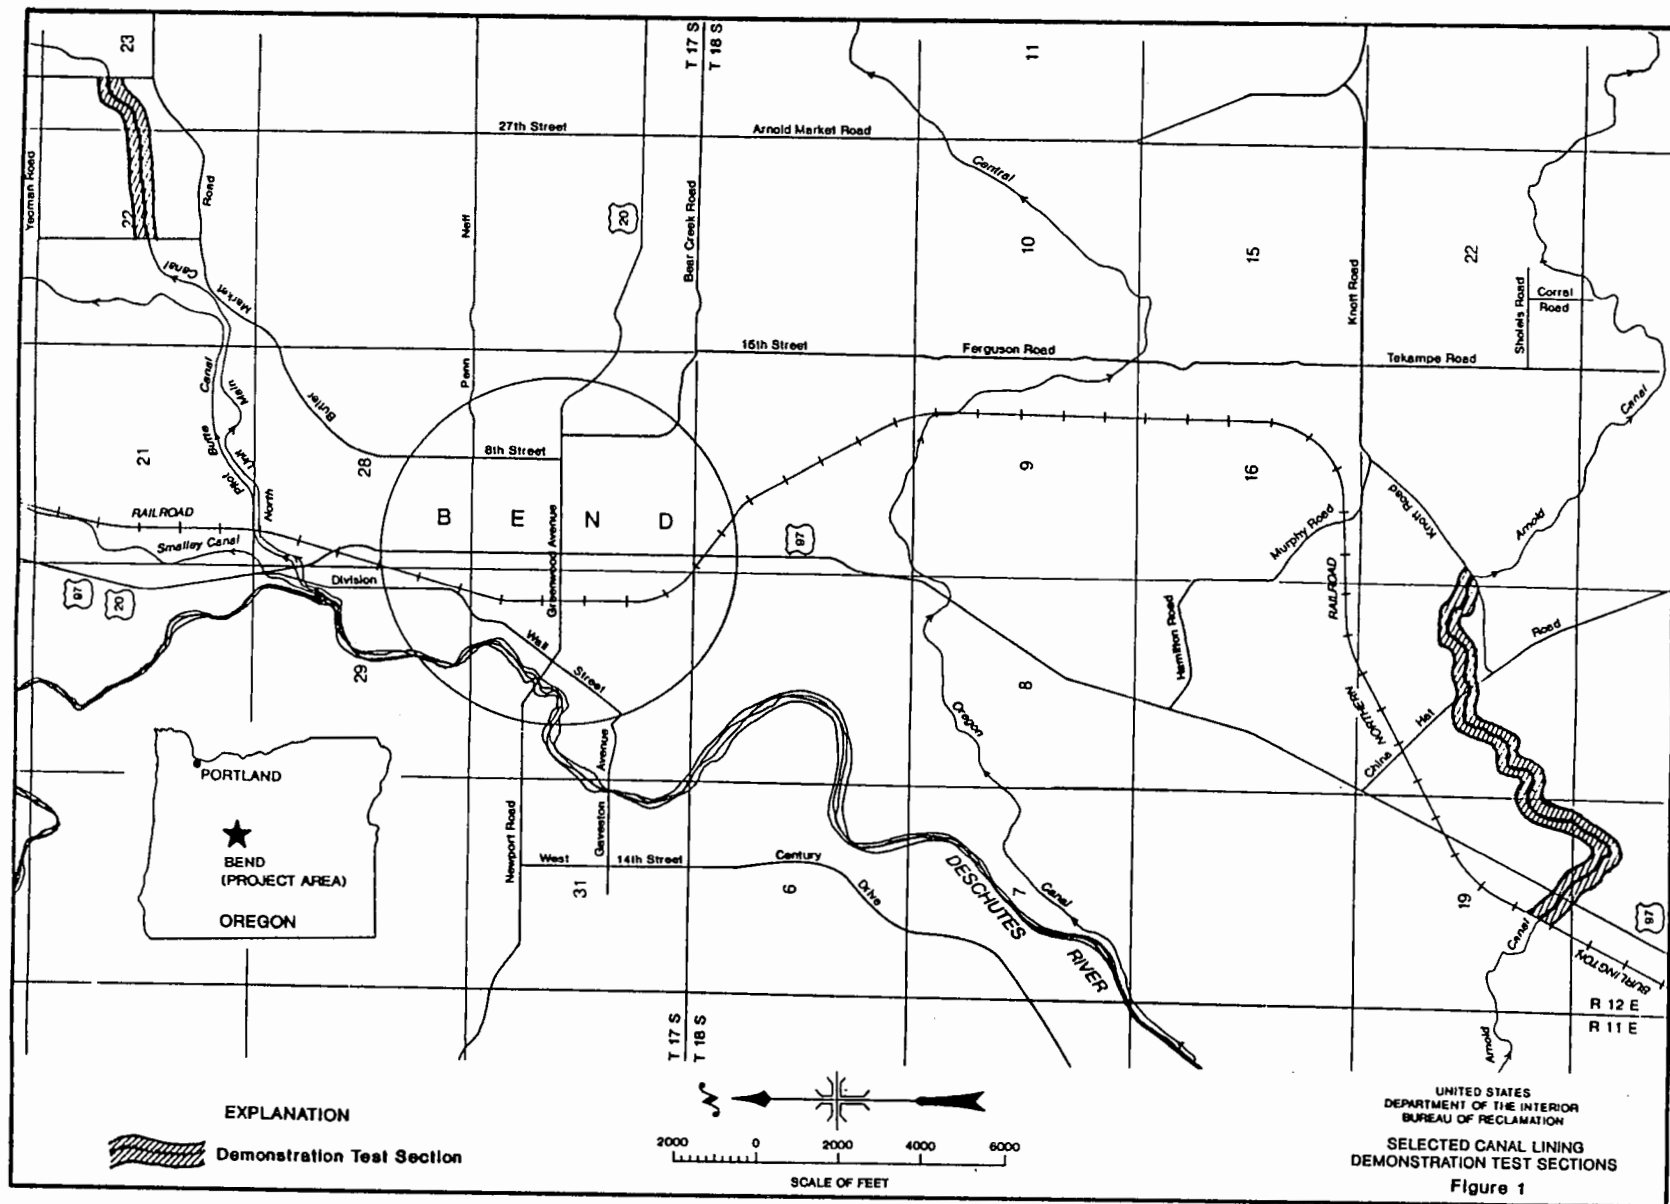 23
T 17 S
T 18 S
11
27th Street
Arnold Market Road
Yeoman Road
Road
22
Neff
20
Bear Creek Road
Central
10
15
22
Knott Road
Sholels Road
Corral
Road
Canal
Market
Butler
Penn
15th Street
Ferguson Road
Tekampe Road
Canal
Main
Butte
Unit
Pilot
North
21
28
8th Street
9
16
Canal
Arnold
Knott Road
Murphy Road
RAILROAD
B E N D
Greenwood Avenue
97
Smalley Canal
Division
97
20
RAILROAD
Hamilton Road
Road
Wall
Street
29
8
Oregon
NORTHERN
China
Hat
PORTLAND
BEND
(PROJECT AREA)
OREGON
Newport Road
Avenue
Galveston
West
14th Street
Century
Drive
31
6
DESCHUTES
RIVER
7
Canal
19
Canal
97
BURLINGTON
R 12 E
R 11 E
Arnold
T 17 S
T 18 S
N
EXPLANATION
Demonstration Test Section
2000 0 2000 4000 6000
SCALE OF FEET
UNITED STATES
DEPARTMENT OF THE INTERIOR
BUREAU OF RECLAMATION
SELECTED CANAL LINING
DEMONSTRATION TEST SECTIONS
Figure 1